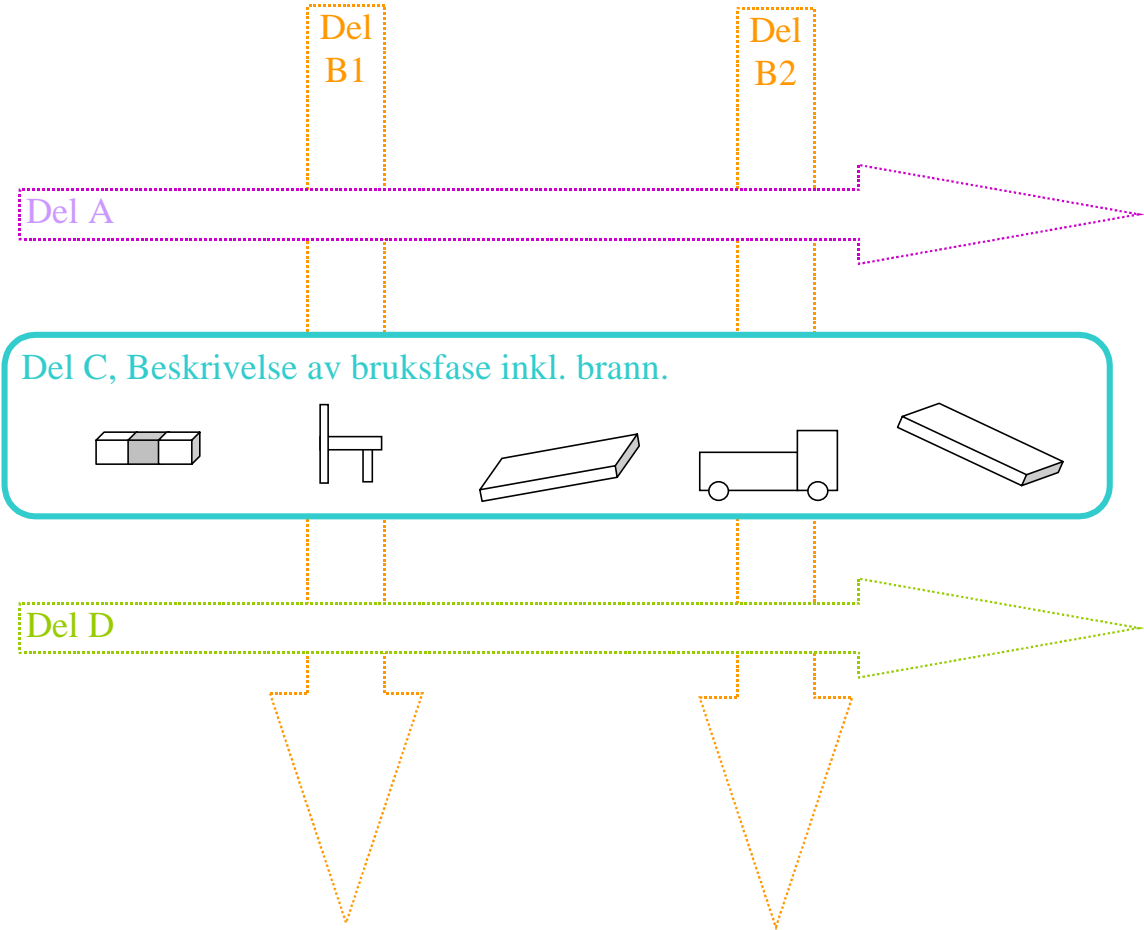 Del
B1
Del
B2
Del A
Del C, Beskrivelse av bruksfase inkl. brann.
Del D